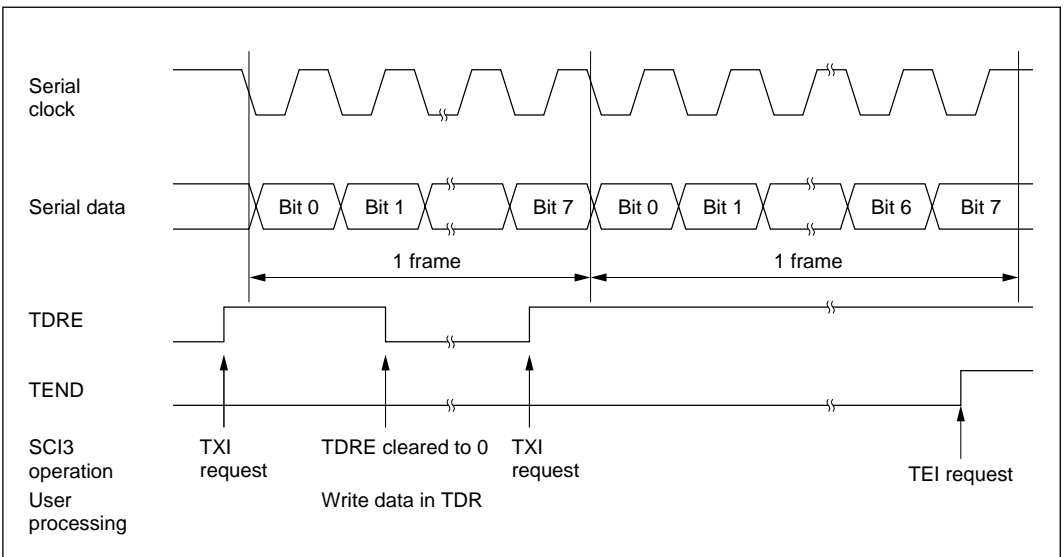 Serial
clock
Serial data
Bit 0 Bit 1 Bit 7 Bit 0 Bit 1 Bit 6 Bit 7
1 frame 1 frame
TDRE
TEND
SCI3
operation
TXI
request
TDRE cleared to 0
TXI
request
TEI request
User
processing
Write data in TDR